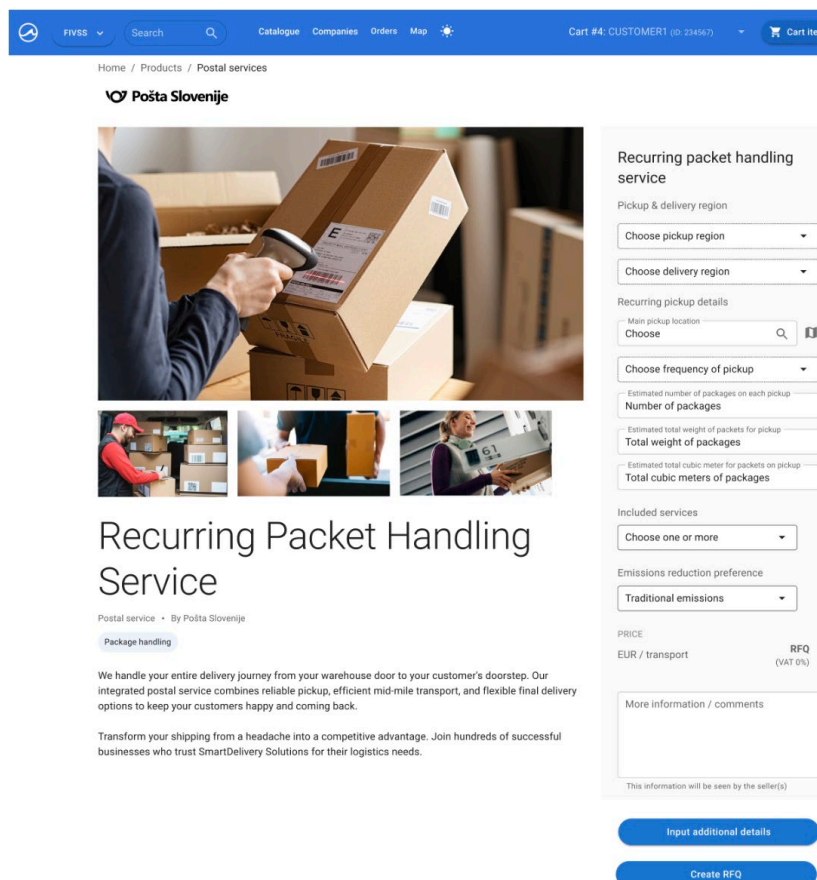 FIVSS
Search
Catalogue Companies Orders Map
Cart #4: CUSTOMER1 (ID: 234567)
Cart ite
Home / Products / Postal services
Pošta Slovenije
E
FRAGILE
61
Recurring Packet Handling
Service
Postal service • By Pošta Slovenije
Package handling
We handle your entire delivery journey from your warehouse door to your customer's doorstep. Our
integrated postal service combines reliable pickup, efficient mid-mile transport, and flexible final delivery
options to keep your customers happy and coming back.
Transform your shipping from a headache into a competitive advantage. Join hundreds of successful
businesses who trust SmartDelivery Solutions for their logistics needs.
Recurring packet handling
service
Pickup & delivery region
Choose pickup region
Choose delivery region
Recurring pickup details
Main pickup location
Choose
Choose frequency of pickup
Estimated number of packages on each pickup
Number of packages
Estimated total weight of packets for pickup
Total weight of packages
Estimated total cubic meter for packets on pickup
Total cubic meters of packages
Included services
Choose one or more
Emissions reduction preference
Traditional emissions
PRICE
EUR / transport
RFQ
(VAT 0%)
More information / comments
This information will be seen by the seller(s)
Input additional details
Create RFQ